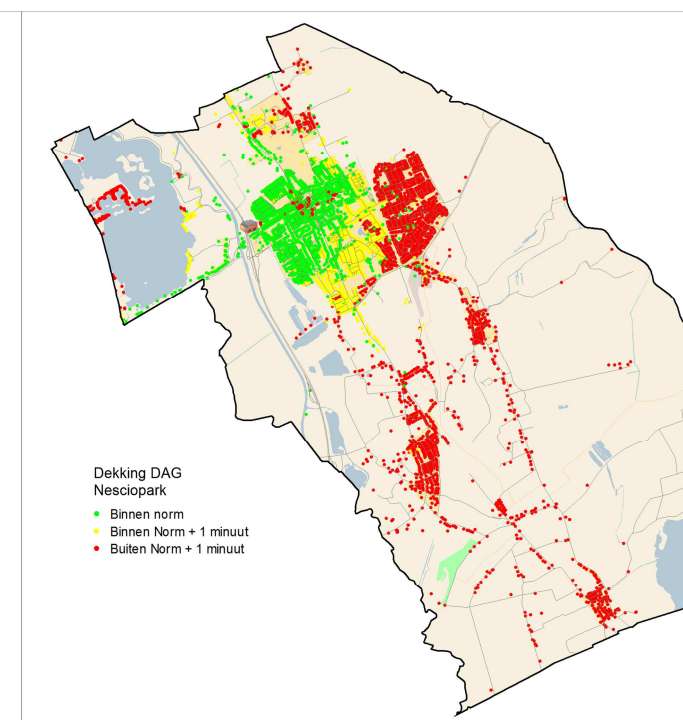 Dekking DAG
Nesciopark
Binnen norm
Binnen Norm + 1 minuut
Buiten Norm + 1 minuut